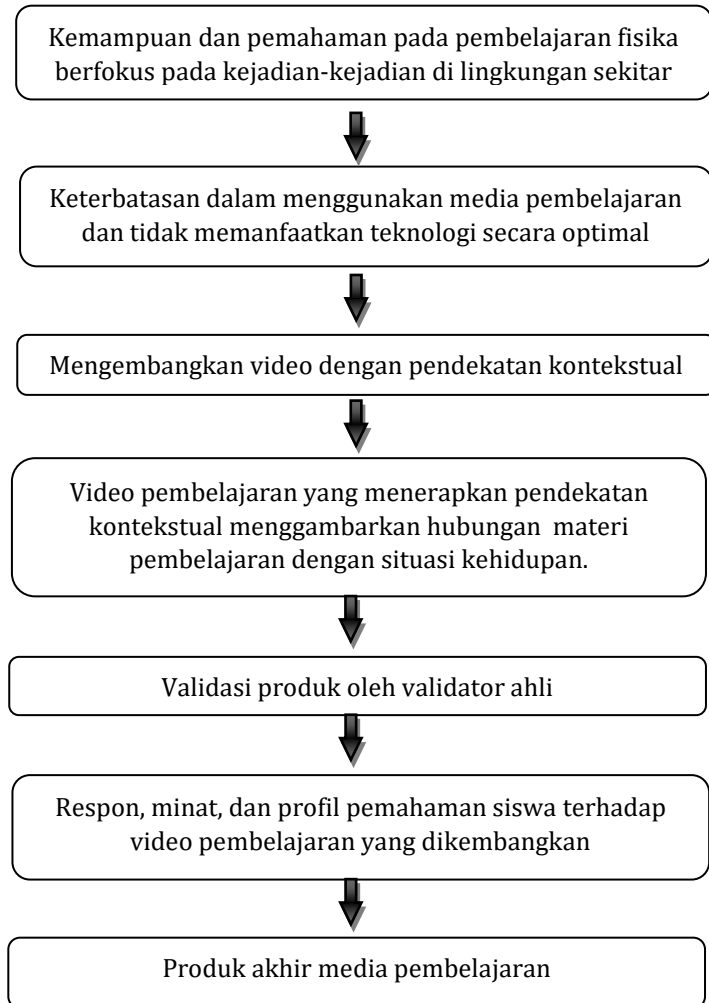 Kemampuan dan pemahaman pada pembelajaran fisika
berfokus pada kejadian-kejadian di lingkungan sekitar
Keterbatasan dalam menggunakan media pembelajaran
dan tidak memanfaatkan teknologi secara optimal
Mengembangkan video dengan pendekatan kontekstual
Video pembelajaran yang menerapkan pendekatan
kontekstual menggambarkan hubungan materi
pembelajaran dengan situasi kehidupan.
Validasi produk oleh validator ahli
Respon, minat, dan profil pemahaman siswa terhadap
video pembelajaran yang dikembangkan
Produk akhir media pembelajaran